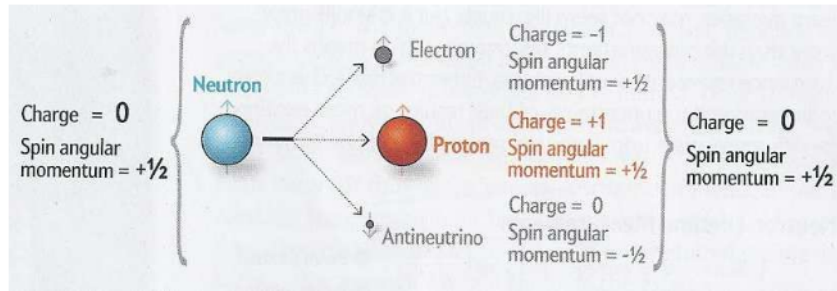 Charge = 0
Spin angular
momentum = +½
Neutron
Electron
Proton
Antineutrino
Charge = -1
Spin angular
momentum = +½
Charge = +1
Spin angular
momentum = +½
Charge = 0
Spin angular
momentum = -½
Charge = 0
Spin angular
momentum = +½